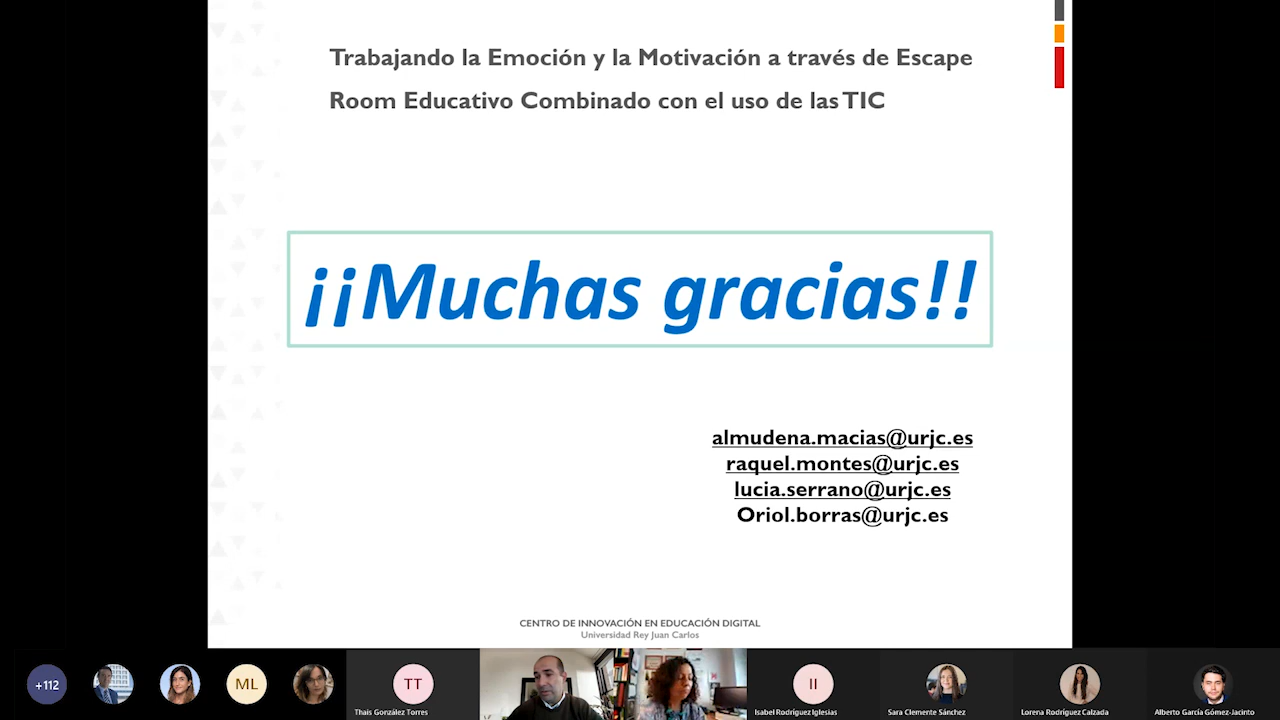 Trabajando la Emoción y la Motivación a través de Escape
Room Educativo Combinado con el uso de las TIC
¡¡Muchas gracias!!
almudena.macias@urjc.es
raquel.montes@urjc.es
lucia.serrano@urjc.es
Oriol.borras@urjc.es
CENTRO DE INNOVACIÓN EN EDUCACIÓN DIGITAL
Universidad Rey Juan Carlos
+112
ML
TT
II
Thais González Torres
Isabel Rodríguez Iglesias
Sara Clemente Sánchez
Lorena Rodríguez Calzada
Alberto García Gómez-Jacinto